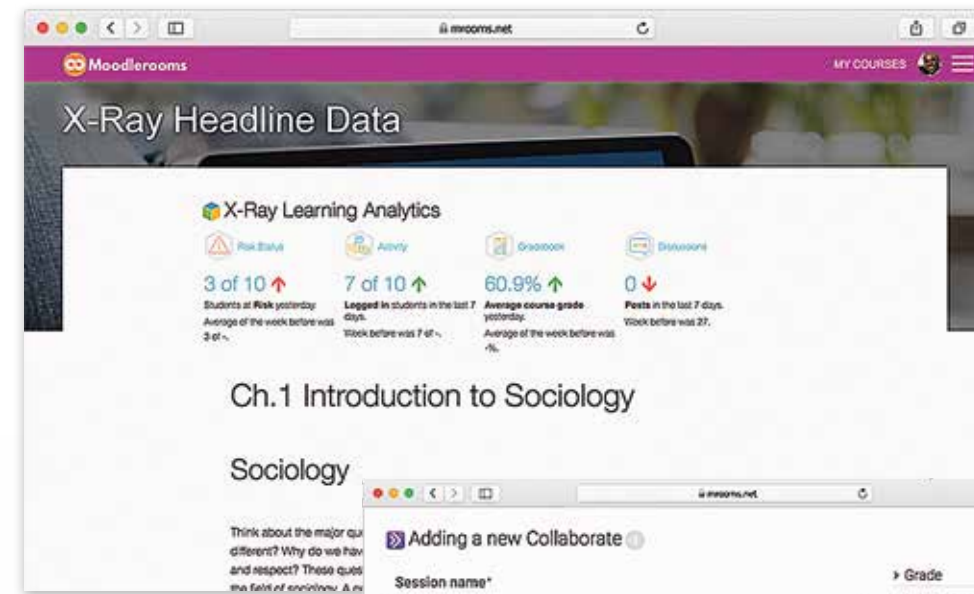 mrooms.net
Moodlerooms
MY COURSES
X-Ray Headline Data
X-Ray Learning Analytics
Risk Status
Activity
Gradebook
Discussions
3 of 10
7 of 10
60.9%
0
Students at Risk yesterday.
Average of the week before was
3 of -.
Logged in students in the last 7
days.
Week before was 7 of -.
Average course grade
yesterday.
Average of the week before was
-%.
Posts in the last 7 days.
Week before was 27.
Ch.1 Introduction to Sociology
Sociology
Think about the major
different? Why do we
and respect? These
the field of sociology. A
mrooms.net
Adding a new Collaborate
Session name*
Grade